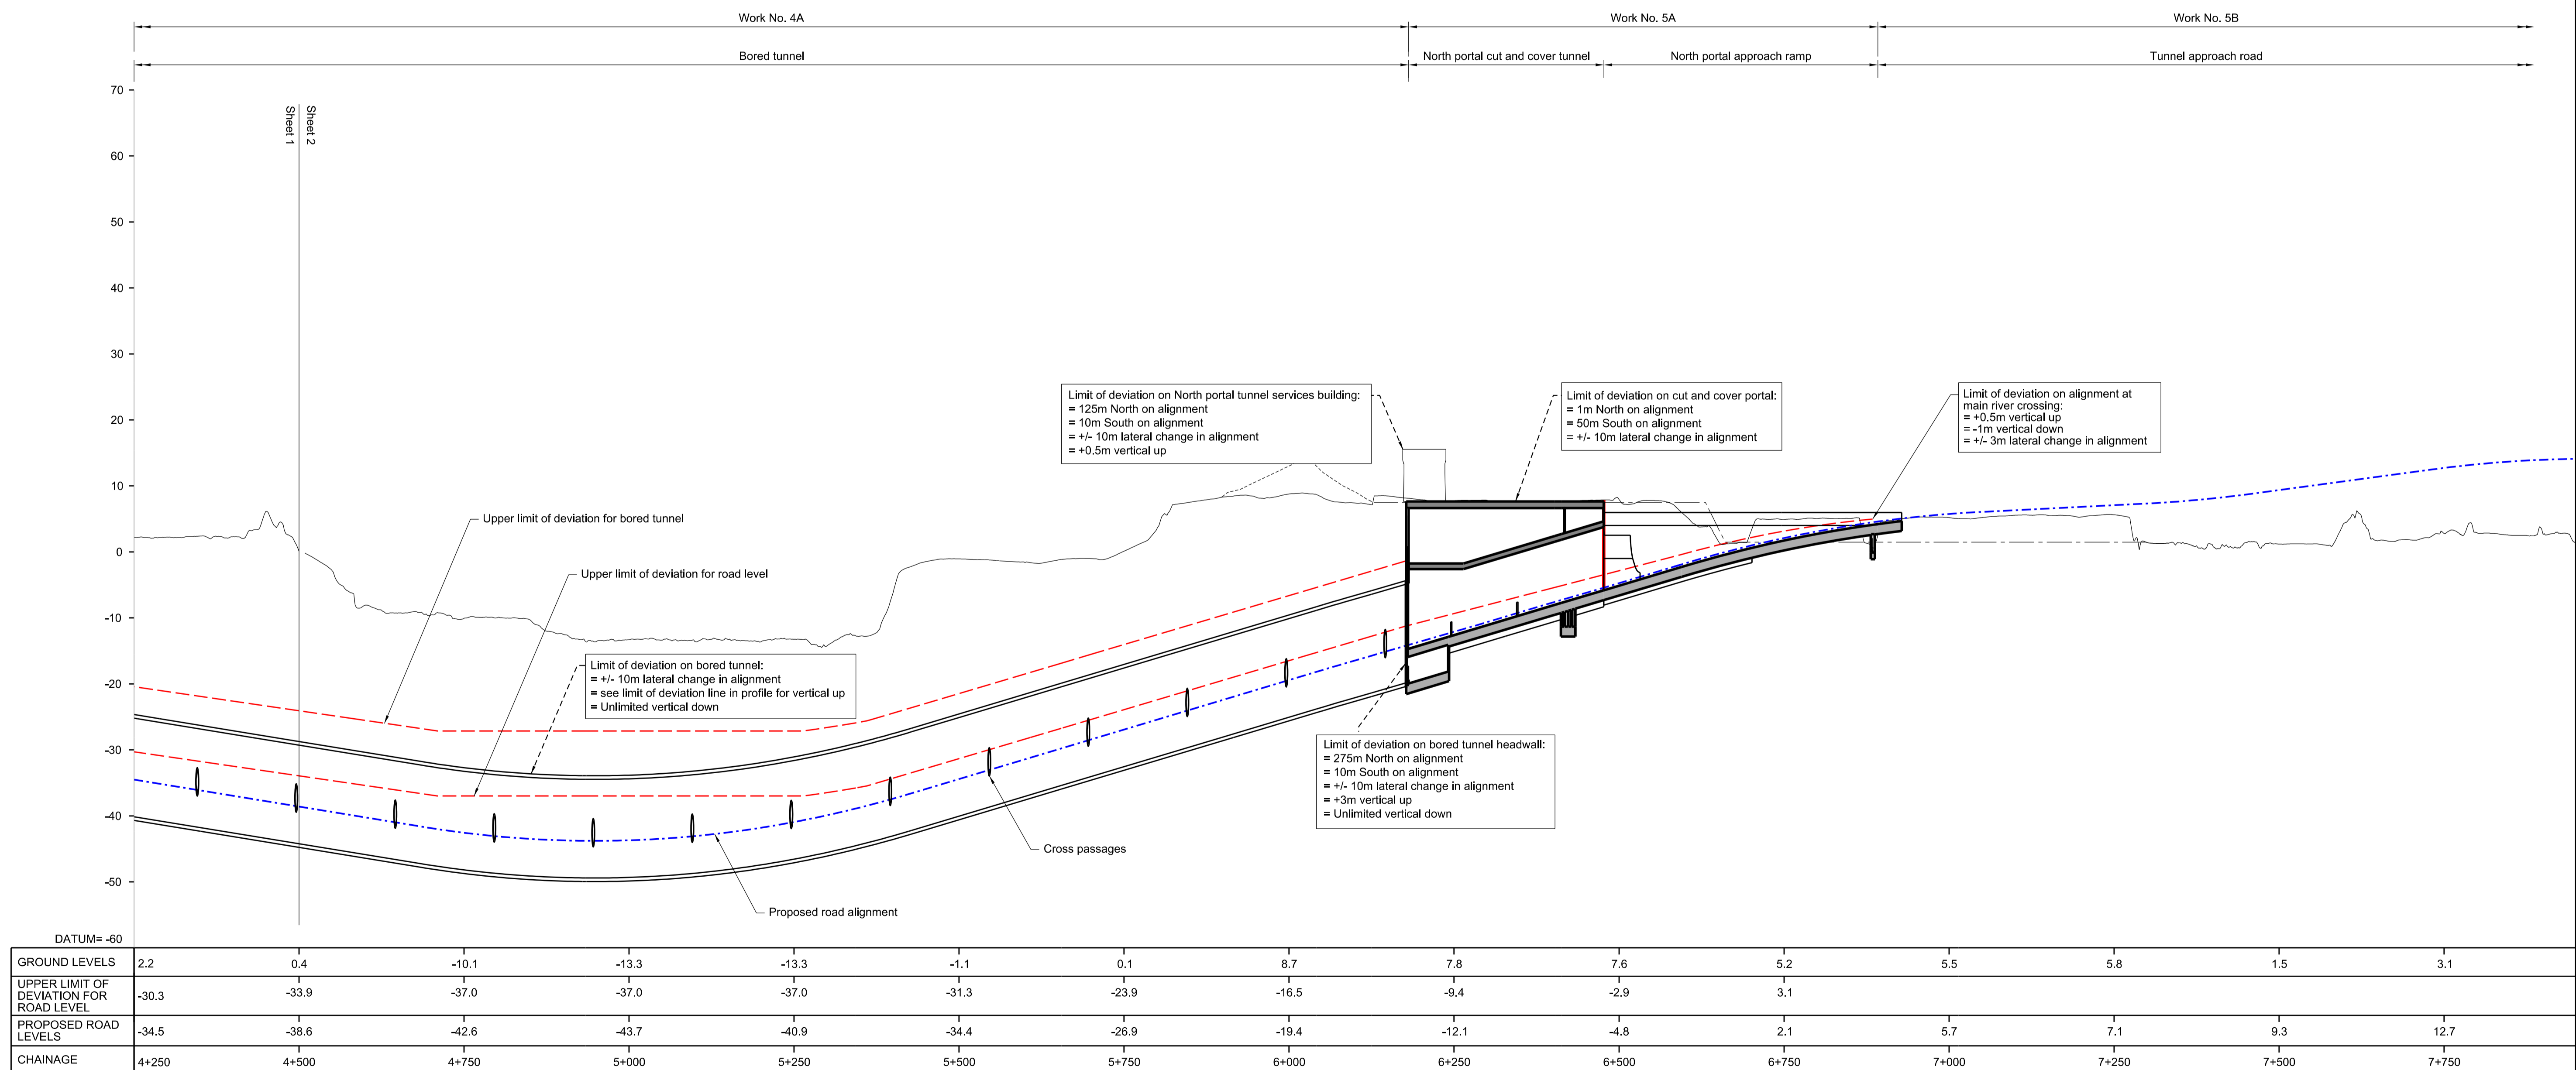 Work No. 4A
Work No. 5A
Work No. 5B
Bored tunnel
North portal cut and cover tunnel
North portal approach ramp
Tunnel approach road
70
60
50
40
30
20
10
0
-10
-20
-30
-40
-50
Sheet 1
Sheet 2
Limit of deviation on North portal tunnel services building:
= 125m North on alignment
= 10m South on alignment
= +/- 10m lateral change in alignment
= +0.5m vertical up
Limit of deviation on cut and cover portal:
= 1m North on alignment
= 50m South on alignment
= +/- 10m lateral change in alignment
Limit of deviation on alignment at
main river crossing:
= +0.5m vertical up
= -1m vertical down
= +/- 3m lateral change in alignment
Upper limit of deviation for bored tunnel
Upper limit of deviation for road level
Limit of deviation on bored tunnel:
= +/- 10m lateral change in alignment
= see limit of deviation line in profile for vertical up
= Unlimited vertical down
Limit of deviation on bored tunnel headwall:
= 275m North on alignment
= 10m South on alignment
= +/- 10m lateral change in alignment
= +3m vertical up
= Unlimited vertical down
Cross passages
Proposed road alignment
DATUM= -60
GROUND LEVELS 2.2 0.4 -10.1 -13.3 -13.3 -1.1 0.1 8.7 7.8 7.6 5.2 5.5 5.8 1.5 3.1
UPPER LIMIT OF
DEVIATION FOR
ROAD LEVEL
-30.3 -33.9 -37.0 -37.0 -37.0 -31.3 -23.9 -16.5 -9.4 -2.9 3.1
PROPOSED ROAD
LEVELS
-34.5 -38.6 -42.6 -43.7 -40.9 -34.4 -26.9 -19.4 -12.1 -4.8 2.1 5.7 7.1 9.3 12.7
CHAINAGE 4+250 4+500 4+750 5+000 5+250 5+500 5+750 6+000 6+250 6+500 6+750 7+000 7+250 7+500 7+750